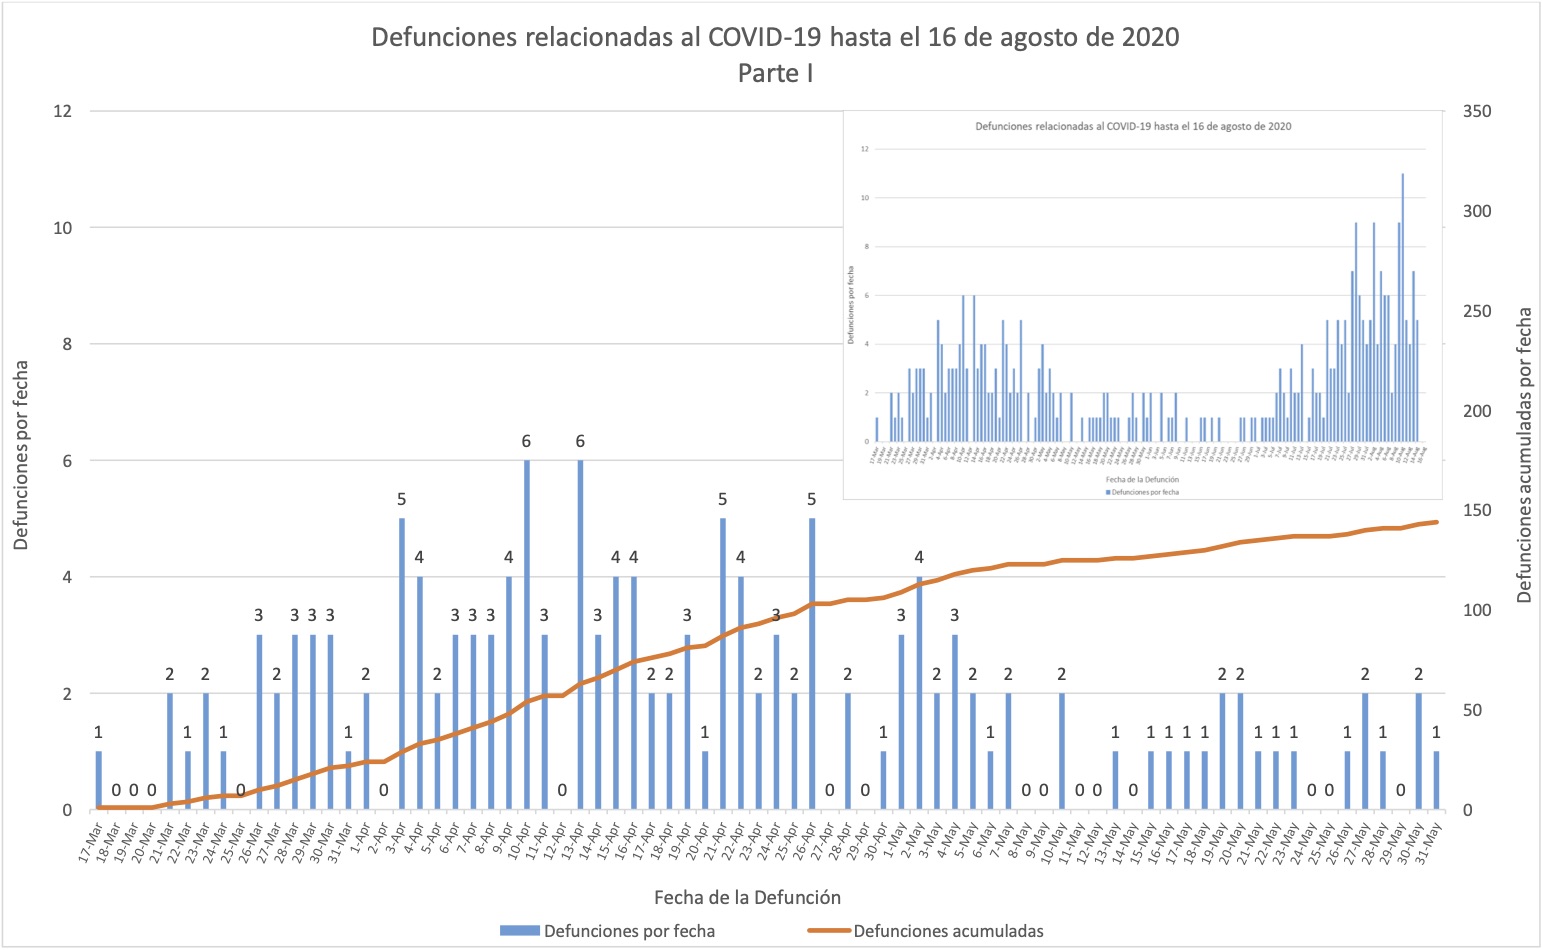 Defunciones relacionadas al COVID-19 hasta el 16 de agosto de 2020
Parte I
12
10
8
6
4
2
0
Defunciones por fecha
350
300
250
200
150
100
50
0
Defunciones acumuladas por fecha
Defunciones relacionadas al COVID-19 hasta el 16 de agosto de 2020
12
10
8
6
4
2
0
Defunciones por fecha
Fecha de la Defunción
Defunciones por fecha
1 0 0 0 2 1 2 1 0 3 2 3 3 3 1 2 0 5 4 2 3 3 3 4 6 3 0 6 3 4 4 2 2 3 1 5 4 2 3 2 5 0 2 0 1 3 4 2 3 2 1 2 0 0 2 0 0 1 0 1 1 1 1 2 2 1 1 1 0 0 1 2 1 0 2 1
17-Mar 18-Mar 19-Mar 20-Mar 21-Mar 22-Mar 23-Mar 24-Mar 25-Mar 26-Mar 27-Mar 28-Mar 29-Mar 30-Mar 31-Mar 1-Apr 2-Apr 3-Apr 4-Apr 5-Apr 6-Apr 7-Apr 8-Apr 9-Apr 10-Apr 11-Apr 12-Apr 13-Apr 14-Apr 15-Apr 16-Apr 17-Apr 18-Apr 19-Apr 20-Apr 21-Apr 22-Apr 23-Apr 24-Apr 25-Apr 26-Apr 27-Apr 28-Apr 29-Apr 30-Apr 1-May 2-May 3-May 4-May 5-May 6-May 7-May 8-May 9-May 10-May 11-May 12-May 13-May 14-May 15-May 16-May 17-May 18-May 19-May 20-May 21-May 22-May 23-May 24-May 25-May 26-May 27-May 28-May 29-May 30-May 31-May
Fecha de la Defunción
Defunciones por fecha
Defunciones acumuladas